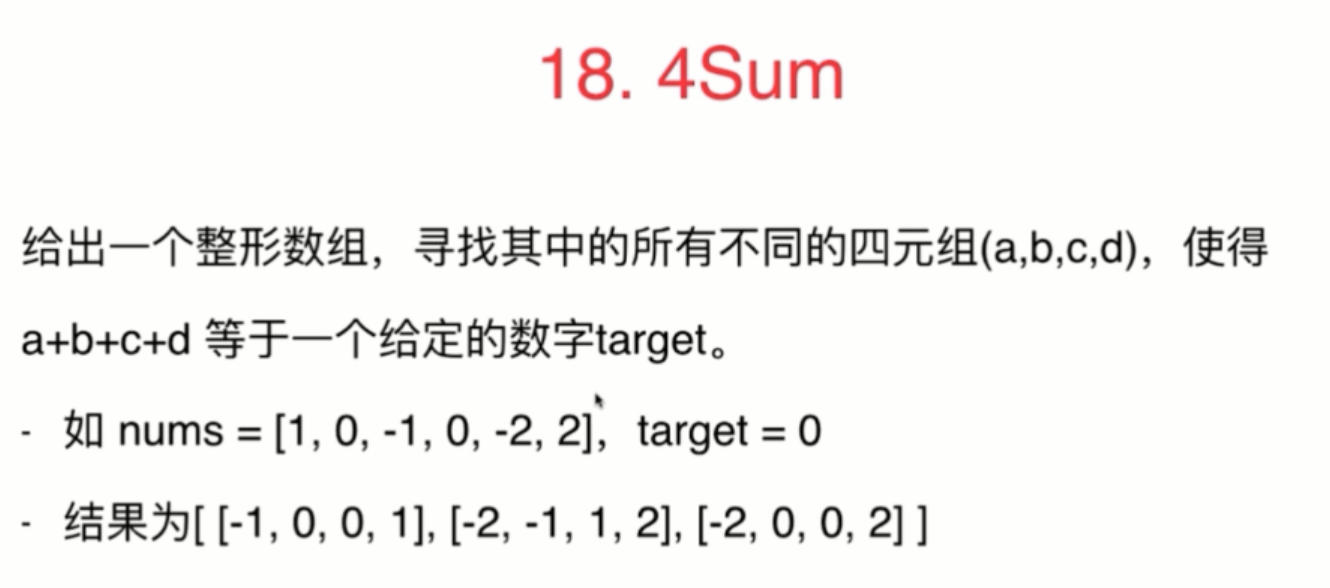 18. 4Sum
给出一个整形数组，寻找其中的所有不同的四元组(a,b,c,d)，使得
a+b+c+d 等于一个给定的数字target。
- 如 nums = [1, 0, -1, 0, -2, 2]，target = 0
- 结果为[ [-1, 0, 0, 1], [-2, -1, 1, 2], [-2, 0, 0, 2] ]